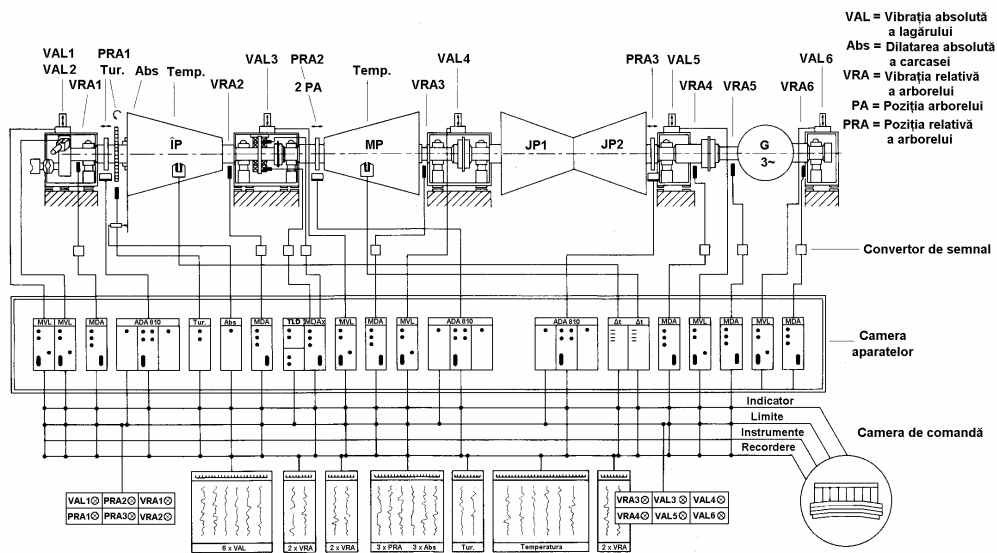 VAL = Vibrația absolută
a lagărului
Abs = Dilatarea absolută
a carcasei
VRA = Vibrația relativă
a arborelui
PA = Poziția arborelui
PRA = Poziția relativă
a arborelui
VAL1
VAL2
VRA1
PRA1
Tur.
Abs
Temp.
VRA2
VAL3
PRA2
2 PA
Temp.
VRA3
VAL4
PRA3
VAL5
VRA4
VRA5
VRA6
VAL6
ÎP
MP
JP1
JP2
G
3~
Convertor de semnal
MVL
MVL
MDA
ADA 810
Tur.
Abs
MDA
TLD
MDAx
MVL
MDA
MVL
ADA 810
ADA 810
Δt
Δt
MDA
MVL
MDA
MVL
MDA
Camera
aparatelor
Indicator
Limite
Instrumente
Recordere
Camera de comandă
VAL1 PRA2 VRA1
PRA1 PRA3 VRA2
6 x VAL
2 x VRA
2 x VRA
3 x PRA 3 x Abs
Tur.
Temperatura
2 x VRA
VRA3 VAL3 VAL4
VRA4 VAL5 VAL6